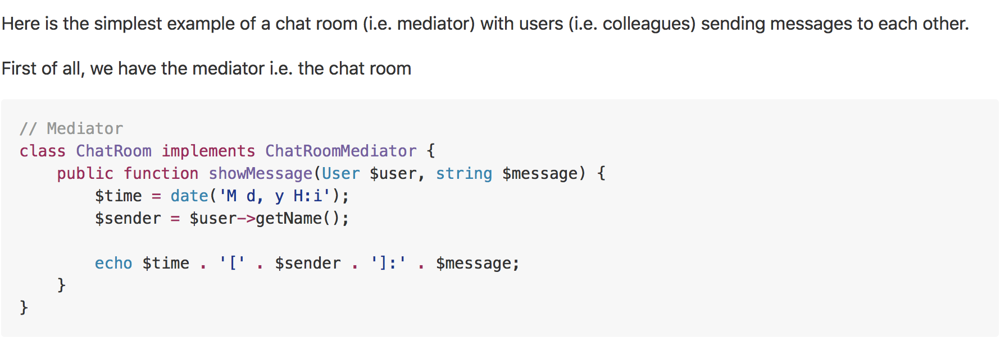 Here is the simplest example of a chat room (i.e. mediator) with users (i.e. colleagues) sending messages to each other.
First of all, we have the mediator i.e. the chat room
// Mediator
class ChatRoom implements ChatRoomMediator {
    public function showMessage(User $user, string $message) {
        $time = date('M d, y H:i');
        $sender = $user->getName();
        echo $time . '[' . $sender . ']:' . $message;
    }
}